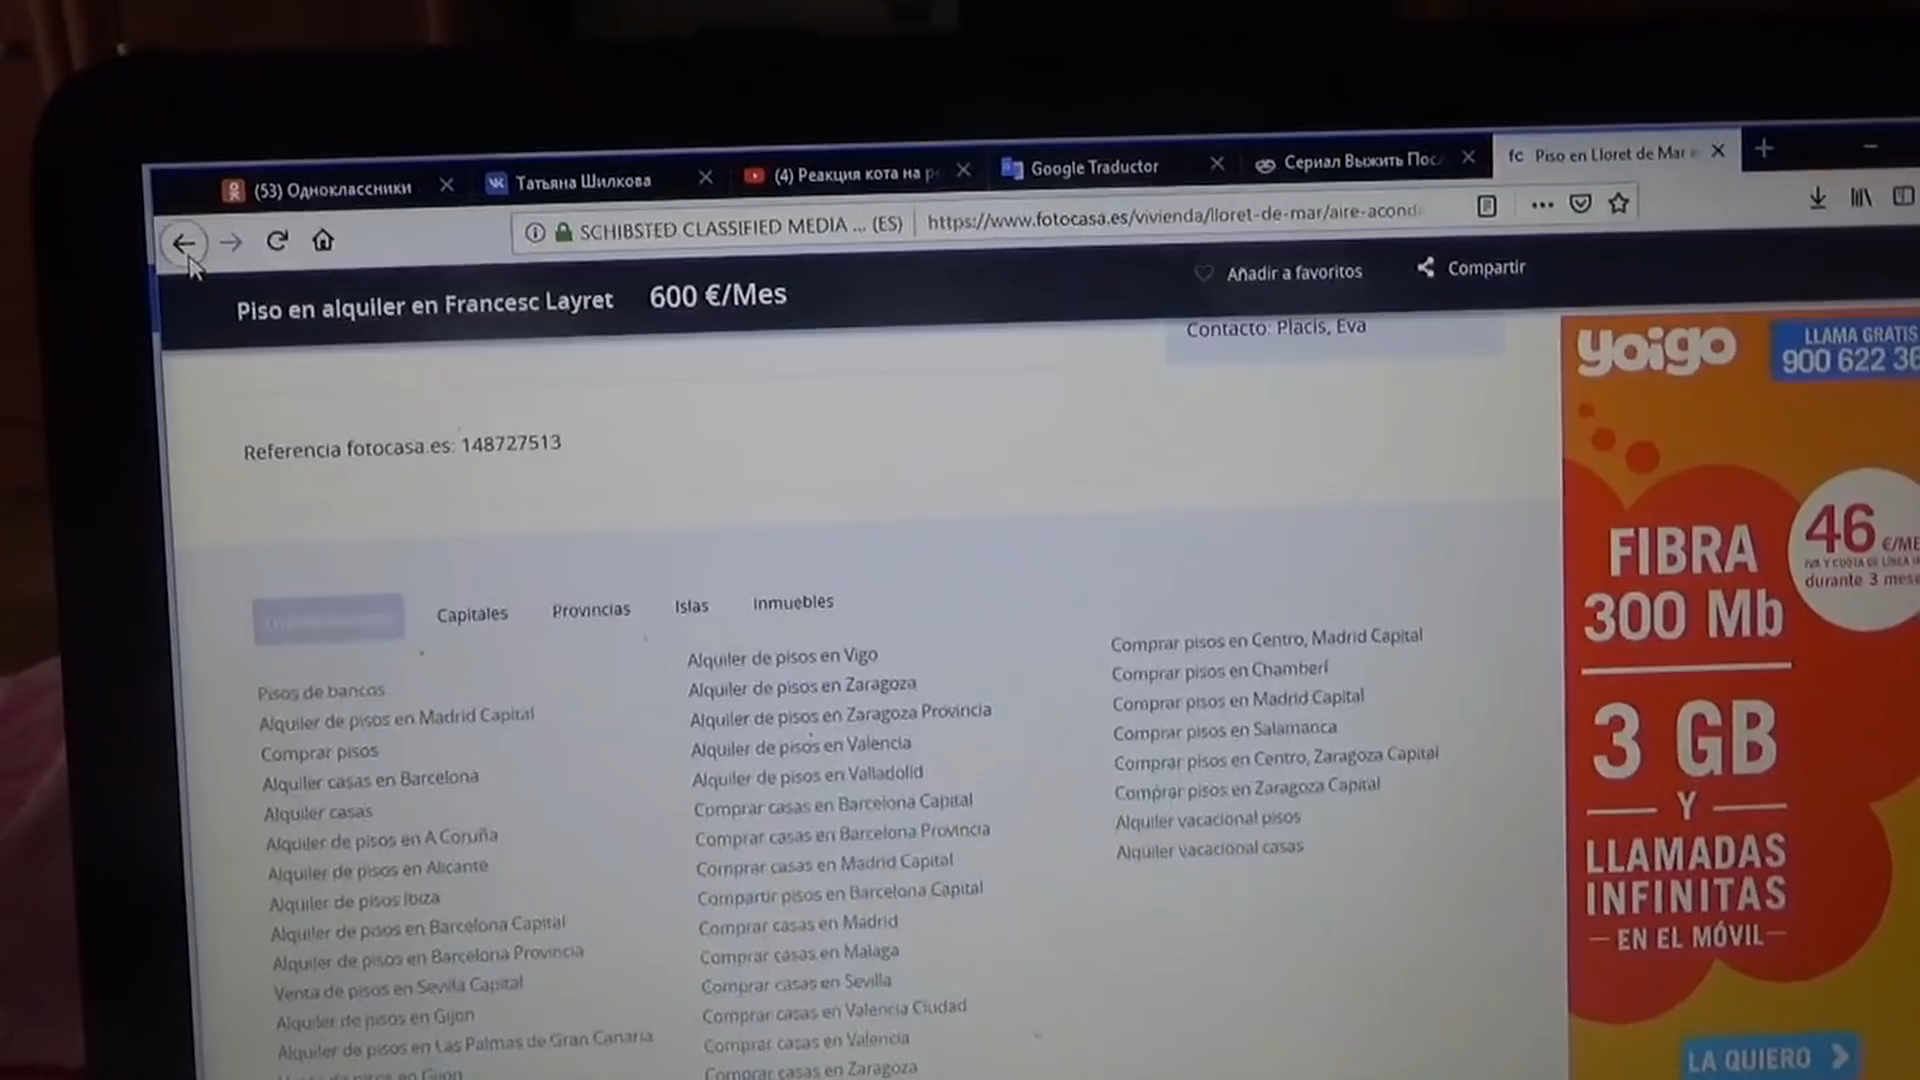 (53) Одноклассники
Татьяна Шилкова
(4) Реакция кота на р
Google Traductor
Сериал Выжить Пос
fc Piso en Lloret de Mar
SCHIBSTED CLASSIFIED MEDIA ... (ES)
https://www.fotocasa.es/vivienda/lloret-de-mar/aire-acond
Piso en alquiler en Francesc Layret
600 €/Mes
Añadir a favoritos
Compartir
Contacto: Placis, Eva
Referencia fotocasa.es: 148727513
Capitales
Provincias
Islas
Inmuebles
Pisos de bancos
Alquiler de pisos en Madrid Capital
Comprar pisos
Alquiler casas en Barcelona
Alquiler casas
Alquiler de pisos en A Coruña
Alquiler de pisos en Alicante
Alquiler de pisos Ibiza
Alquiler de pisos en Barcelona Capital
Alquiler de pisos en Barcelona Provincia
Venta de pisos en Sevilla Capital
Alquiler de pisos en Gijon
Alquiler de pisos en Las Palmas de Gran Canaria
Alquiler de pisos en Vigo
Alquiler de pisos en Zaragoza
Alquiler de pisos en Zaragoza Provincia
Alquiler de pisos en Valencia
Alquiler de pisos en Valladolid
Comprar casas en Barcelona Capital
Comprar casas en Barcelona Provincia
Comprar casas en Madrid Capital
Compartir pisos en Barcelona Capital
Comprar casas en Madrid
Comprar casas en Malaga
Comprar casas en Sevilla
Comprar casas en Valencia Ciudad
Comprar casas en Valencia
Comprar casas en Zaragoza
Comprar pisos en Centro, Madrid Capital
Comprar pisos en Chamberí
Comprar pisos en Madrid Capital
Comprar pisos en Salamanca
Comprar pisos en Centro, Zaragoza Capital
Comprar pisos en Zaragoza Capital
Alquiler vacacional pisos
Alquiler vacacional casas
yoigo
LLAMA GRATIS
900 622 36
FIBRA
300 Mb
46 €/ME
durante 3 mese
3 GB
Y
LLAMADAS
INFINITAS
EN EL MÓVIL
LA QUIERO